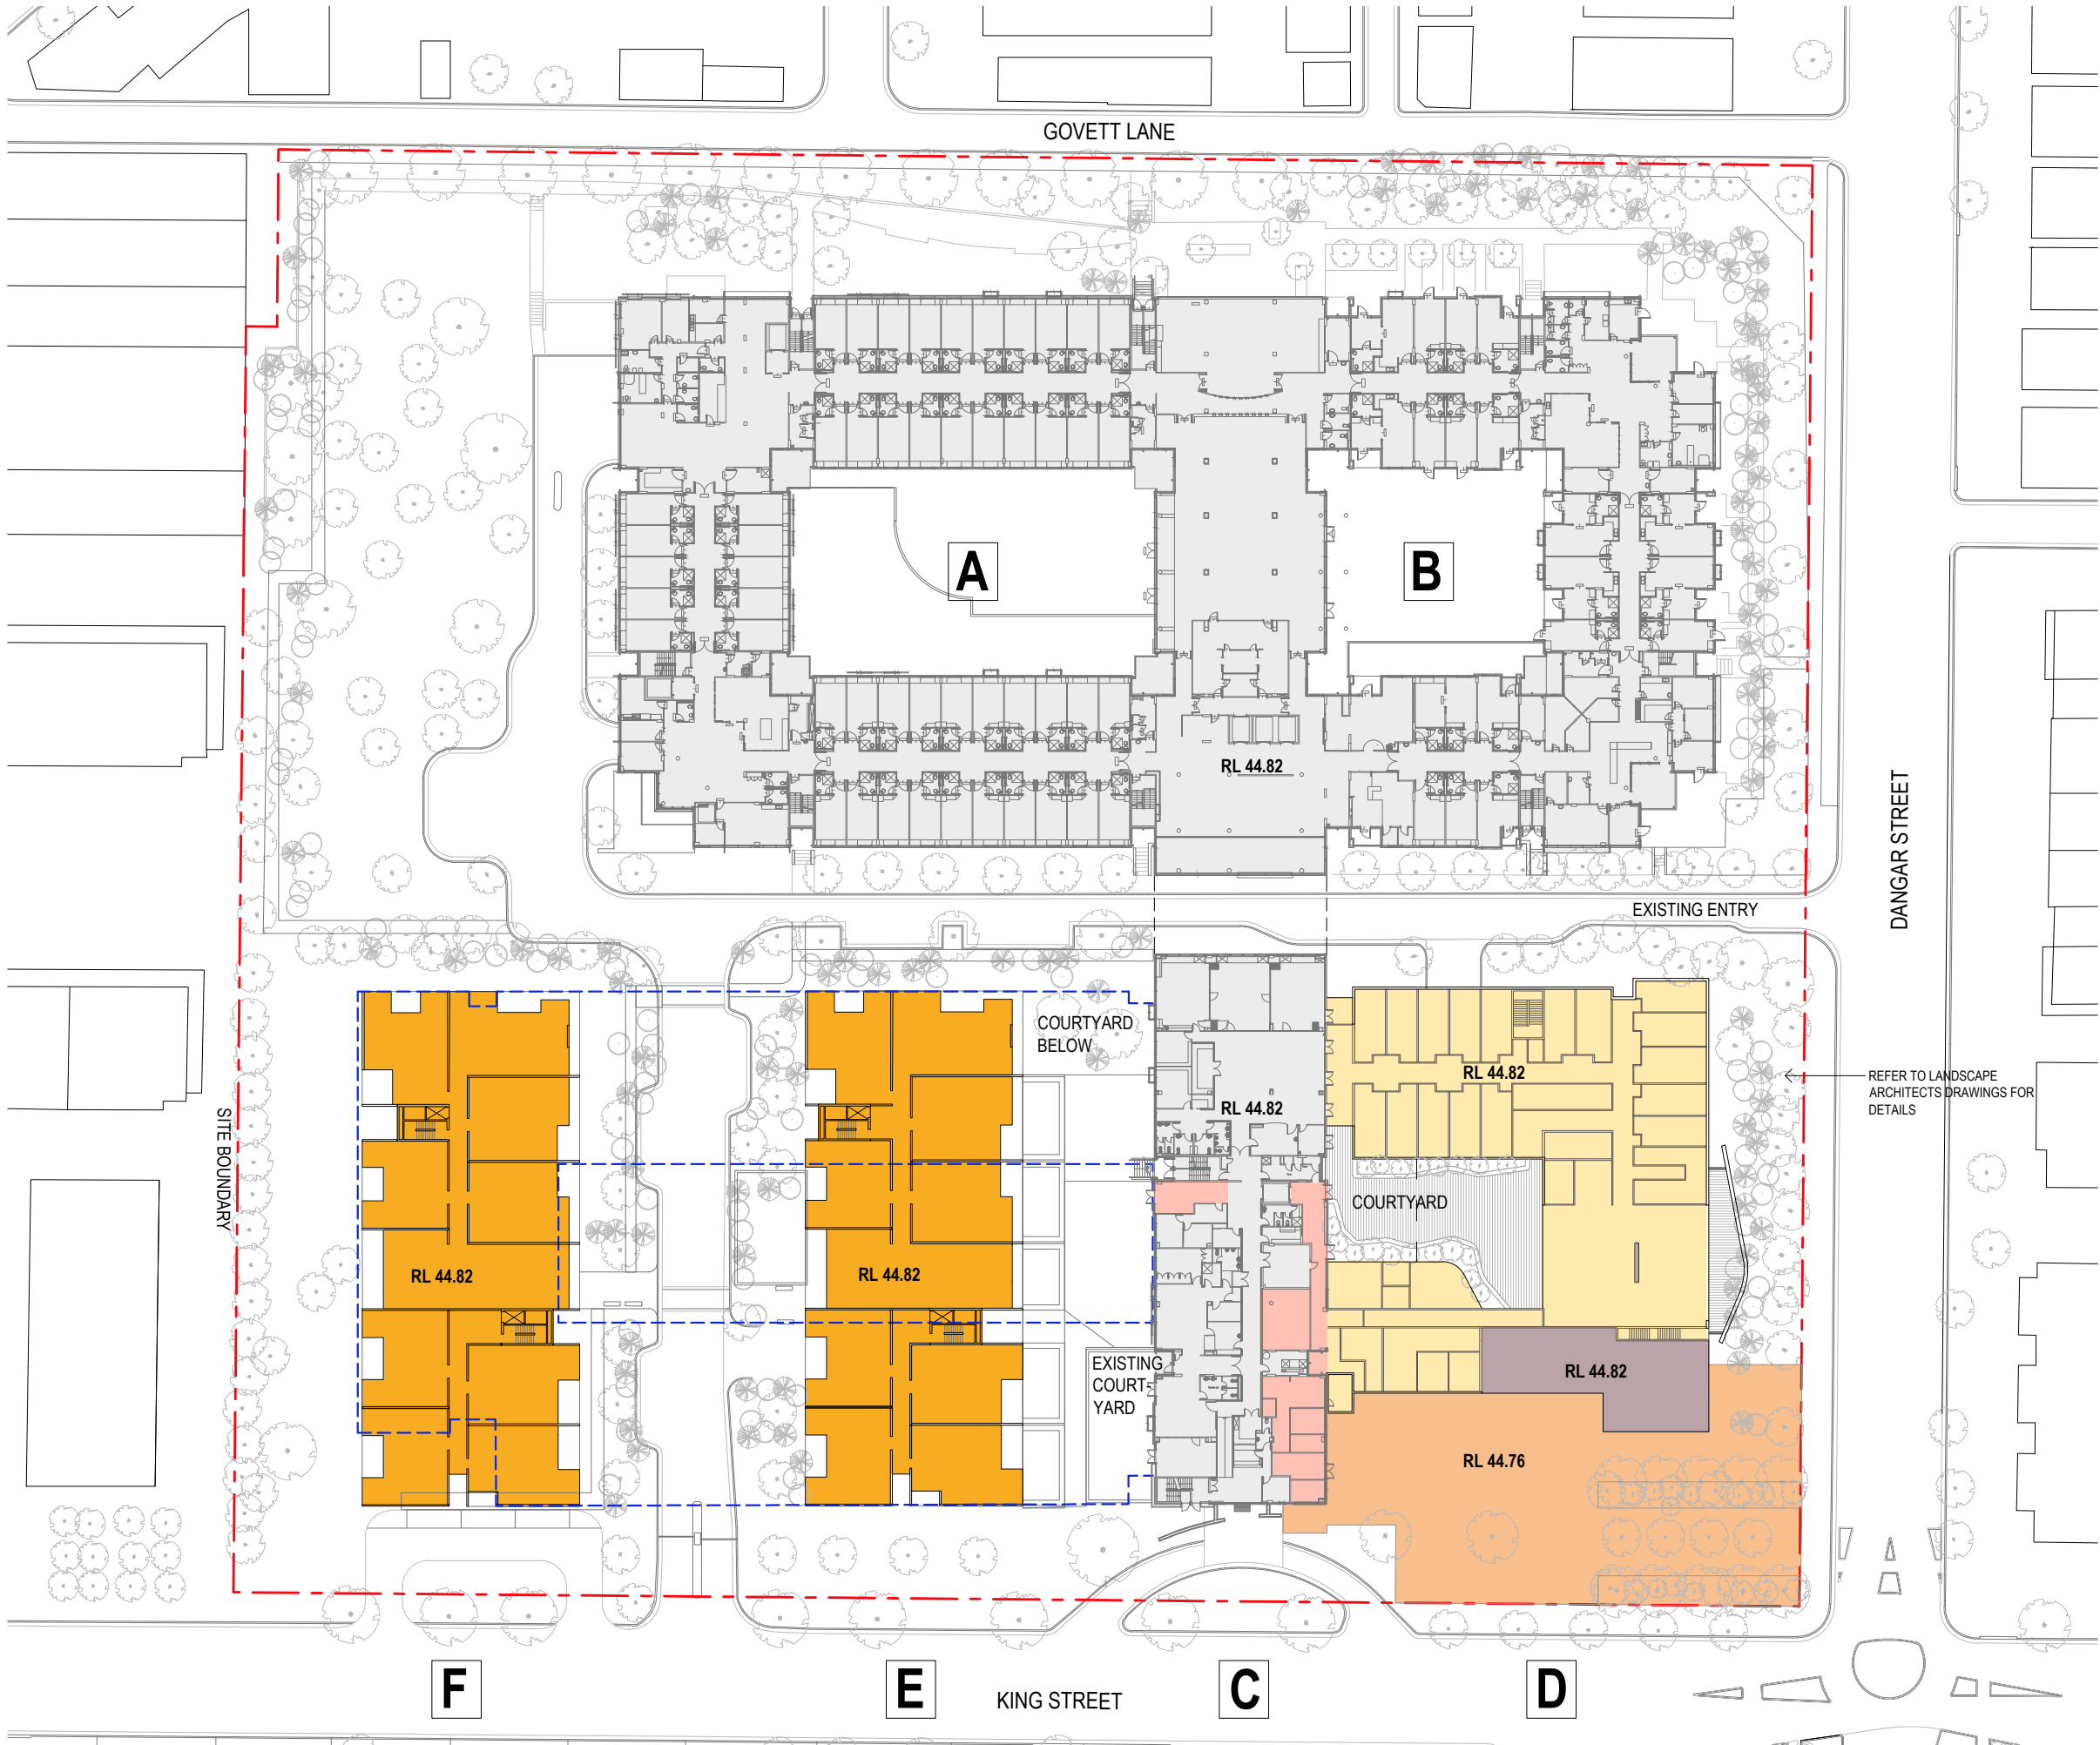 GOVETT LANE
A
B
RL 44.82
DANGAR STREET
EXISTING ENTRY
COURTYARD
BELOW
RL 44.82
REFER TO LANDSCAPE
ARCHITECTS DRAWINGS FOR
DETAILS
RL 44.82
SITE BOUNDARY
COURTYARD
RL 44.82
RL 44.82
EXISTING
COURT-
YARD
RL 44.82
RL 44.76
F
E
KING STREET
C
D